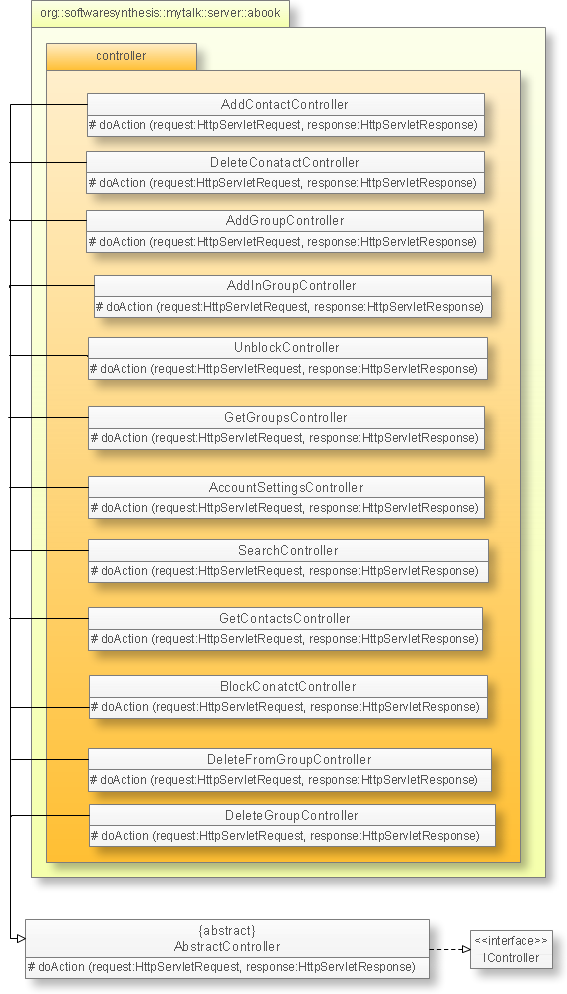 org::softwaresynthesis::mytalk::server::abook
controller
AddContactController
# doAction (request:HttpServletRequest, response:HttpServletResponse)
DeleteConatactController
# doAction (request:HttpServletRequest, response:HttpServletResponse)
AddGroupController
# doAction (request:HttpServletRequest, response:HttpServletResponse)
AddInGroupController
# doAction (request:HttpServletRequest, response:HttpServletResponse)
UnblockController
# doAction (request:HttpServletRequest, response:HttpServletResponse)
GetGroupsController
# doAction (request:HttpServletRequest, response:HttpServletResponse)
AccountSettingsController
# doAction (request:HttpServletRequest, response:HttpServletResponse)
SearchController
# doAction (request:HttpServletRequest, response:HttpServletResponse)
GetContactsController
# doAction (request:HttpServletRequest, response:HttpServletResponse)
BlockConatctController
# doAction (request:HttpServletRequest, response:HttpServletResponse)
DeleteFromGroupController
# doAction (request:HttpServletRequest, response:HttpServletResponse)
DeleteGroupController
# doAction (request:HttpServletRequest, response:HttpServletResponse)
{abstract}
AbstractController
# doAction (request:HttpServletRequest, response:HttpServletResponse)
<<interface>>
IController